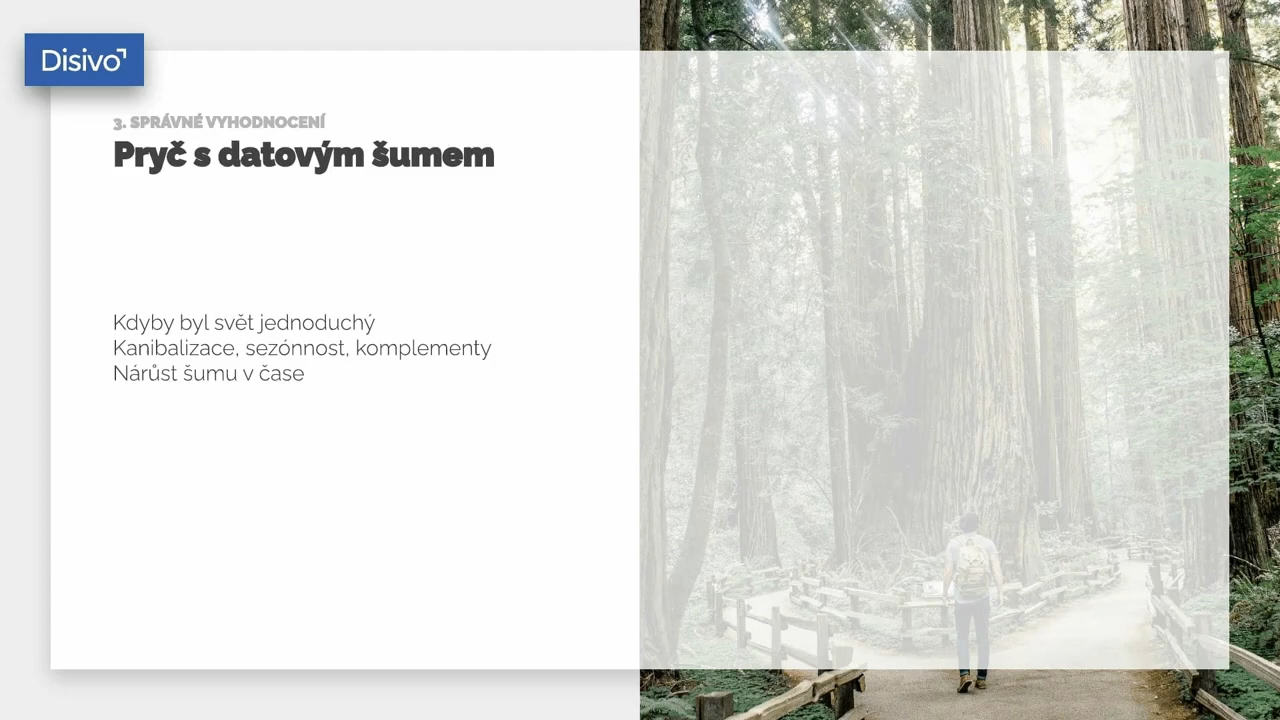 Disivo
3. SPRÁVNÉ VYHODNOCENÍ
Pryč s datovým šumem
Kdyby byl svět jednoduchý
Kanibalizace, sezónnost, komplementy
Nárůst šumu v čase